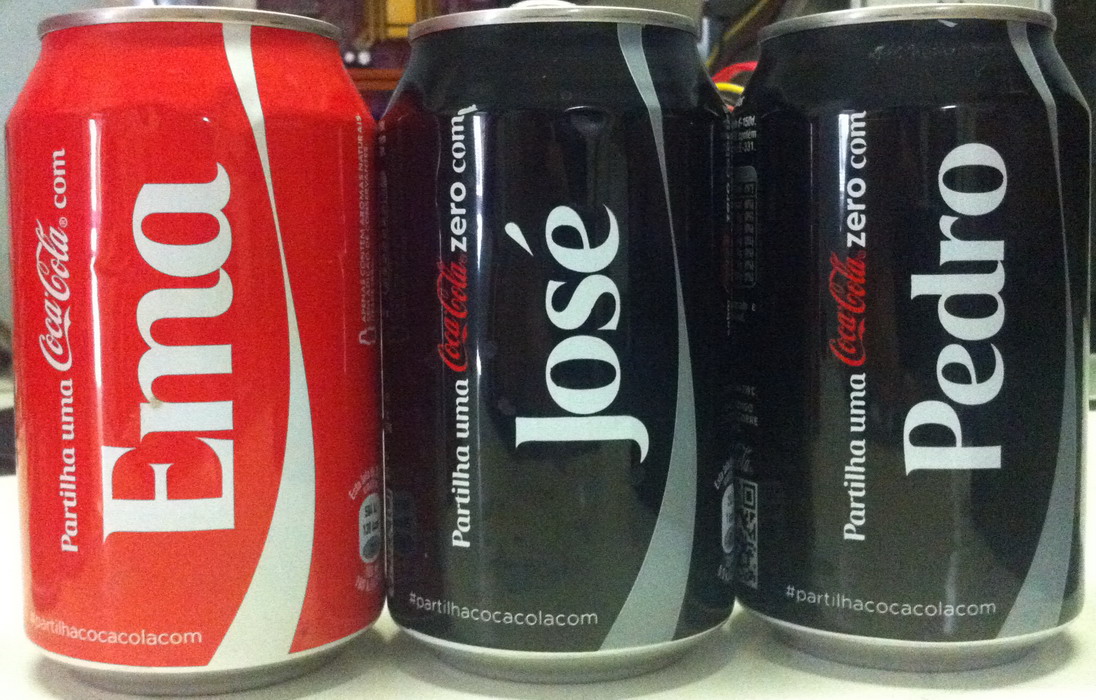 Partilha uma Coca-Cola® com
Ema
#partilhacocacolacom
Partilha uma Coca-Cola zero com
José
#partilhacocacolacom
Partilha uma Coca-Cola zero com
Pedro
#partilhacocacolacom